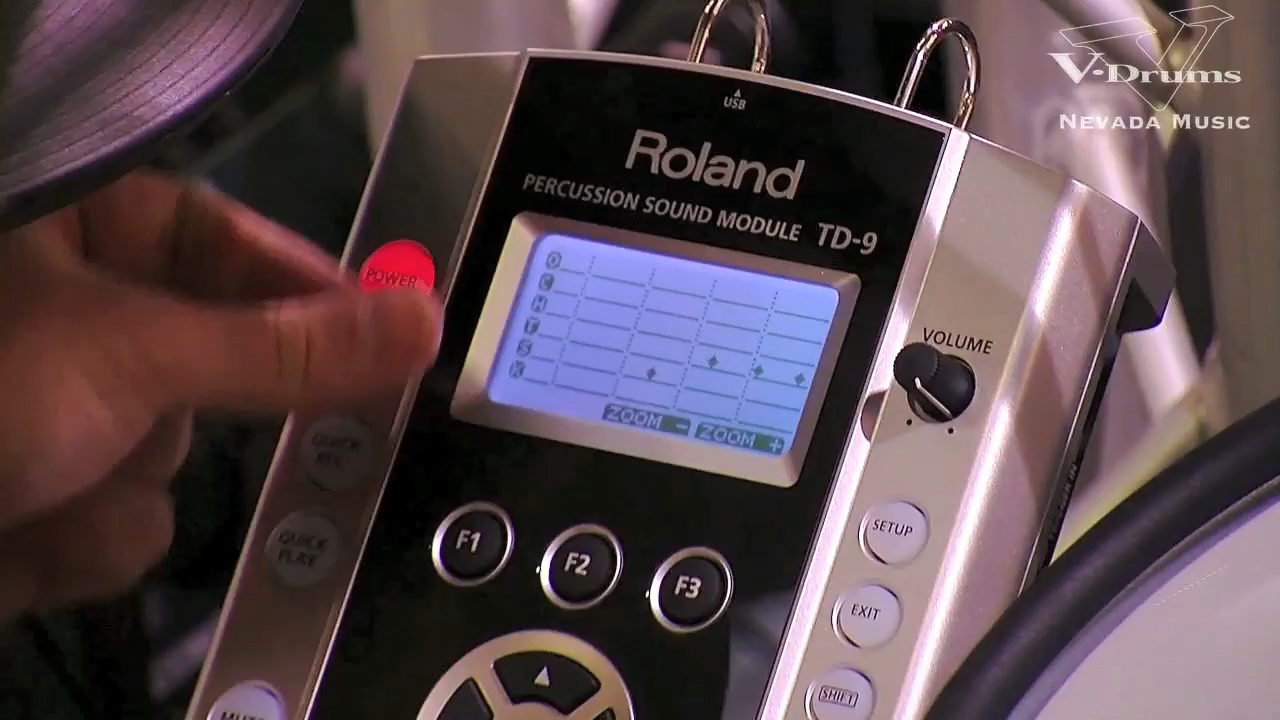 V-Drums
NEVADA MUSIC
USB
Roland
PERCUSSION SOUND MODULE TD-9
POWER
O
C
H
T
S
K
ZOOM - ZOOM +
VOLUME
QUICK
REC
QUICK
PLAY
F1
F2
F3
SETUP
EXIT
SHIFT
MUTE